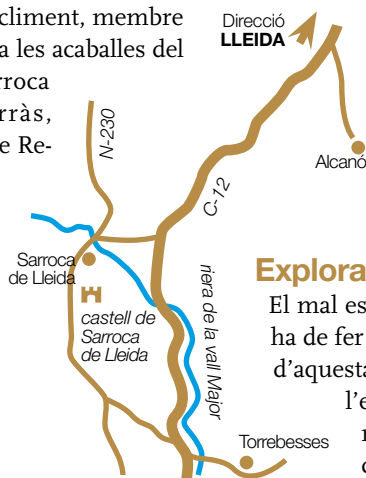 climent, membre
a les acaballes del
rroca
rràs,
e Re-
Direcció
LLEIDA
N-230
Alcanó
C-12
Sarroca
de Lleida
castell de
Sarroca
de Lleida
riera de la vall Major
Torrebesses
Explora
El mal es
ha de fer
d'aquesta
l'e